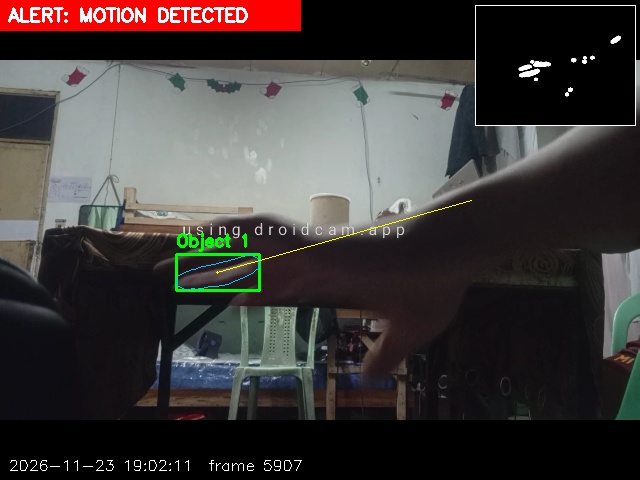 ALERT: MOTION DETECTED
using droidcam.app
Object 1
2026-11-23 19:02:11 frame 5907